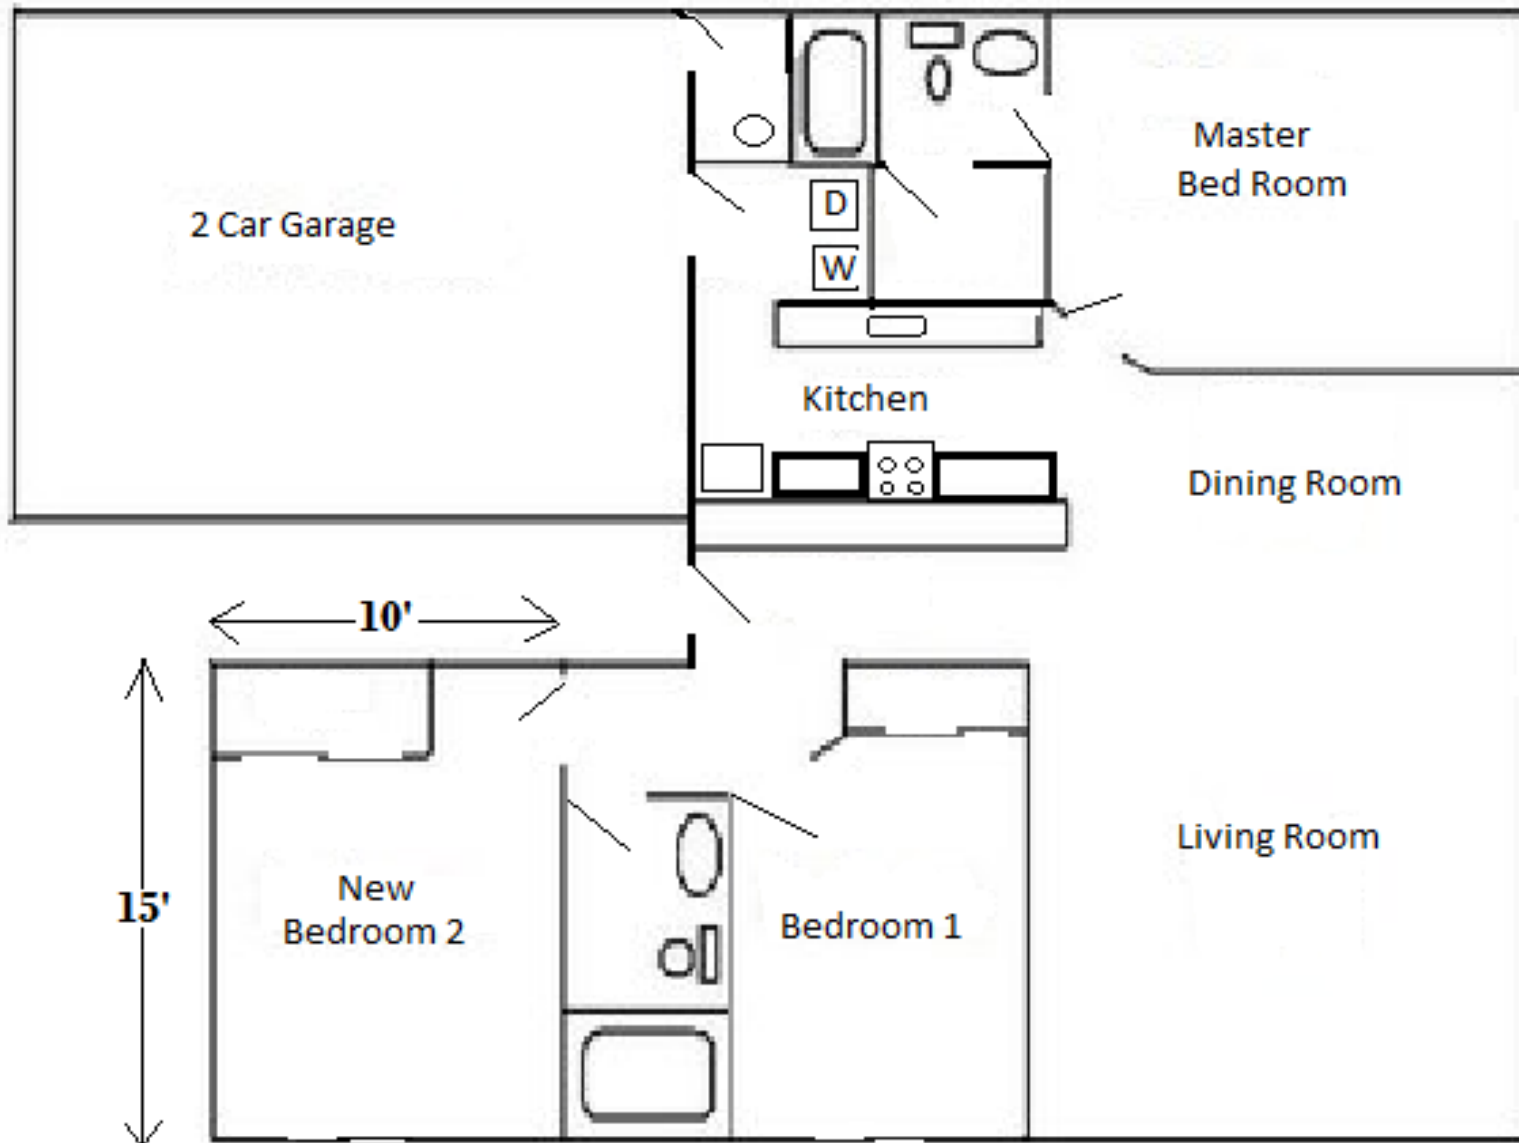 Master
Bed Room
2 Car Garage
D
W
Kitchen
Dining Room
10'
Living Room
15'
New
Bedroom 2
Bedroom 1